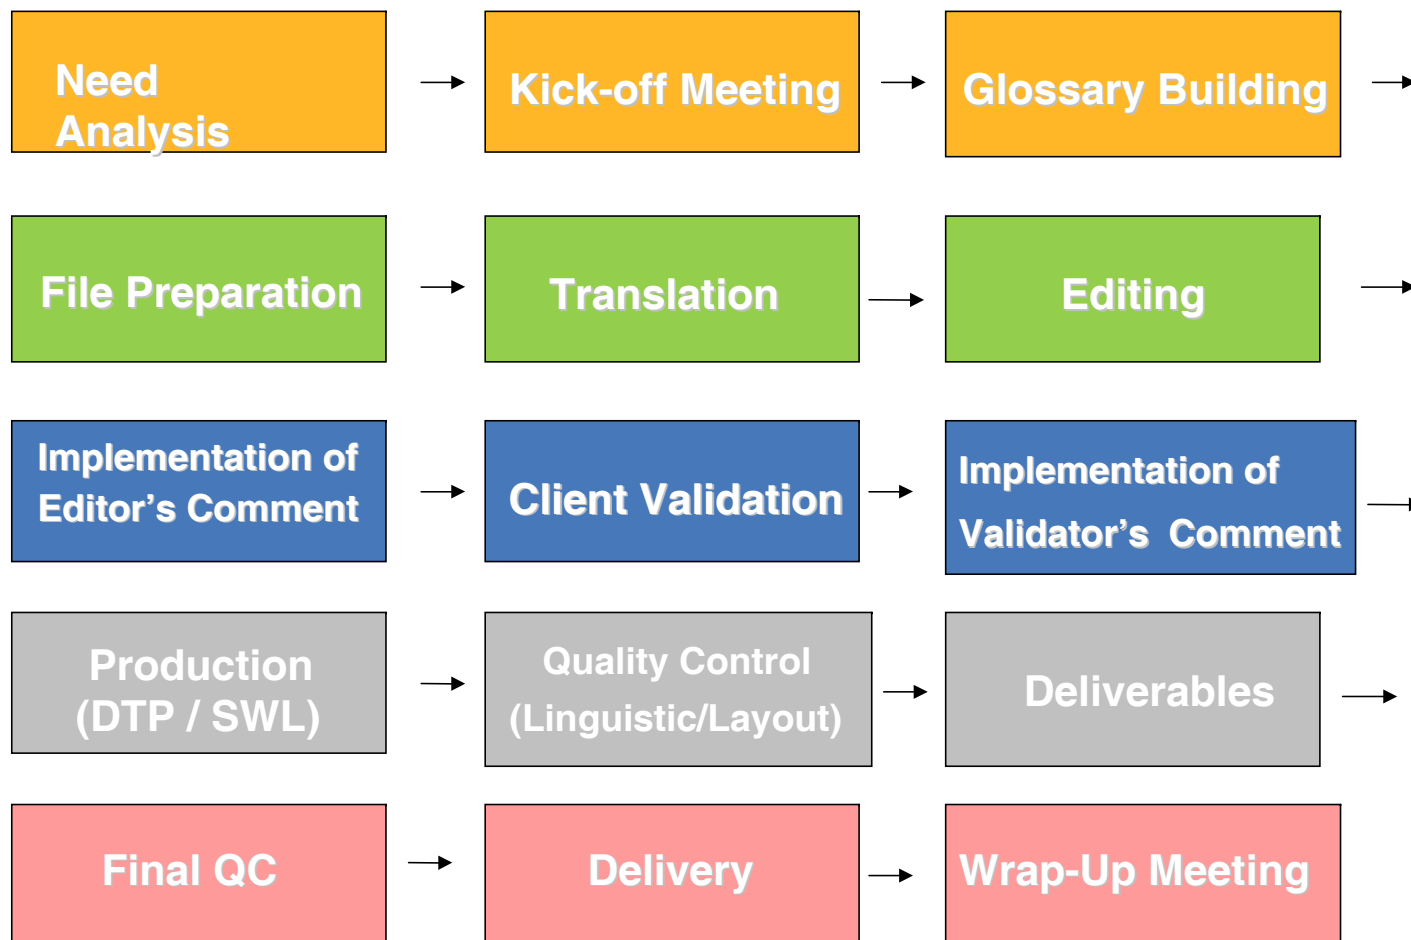 Need
Analysis
Kick-off Meeting
Glossary Building
File Preparation
Translation
Editing
Implementation of
Editor’s Comment
Client Validation
Implementation of
Validator’s Comment
Production
(DTP / SWL)
Quality Control
(Linguistic/Layout)
Deliverables
Final QC
Delivery
Wrap-Up Meeting